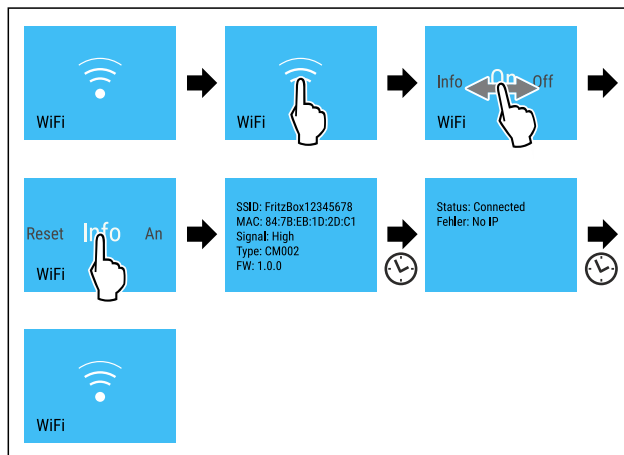 WiFi
WiFi
Info On Off
WiFi
Reset Info An
WiFi
SSID: FritzBox12345678
MAC: 84:7B:EB:1D:2D:C1
Signal: High
Type: CM002
FW: 1.0.0
Status: Connected
Fehler: No IP
WiFi